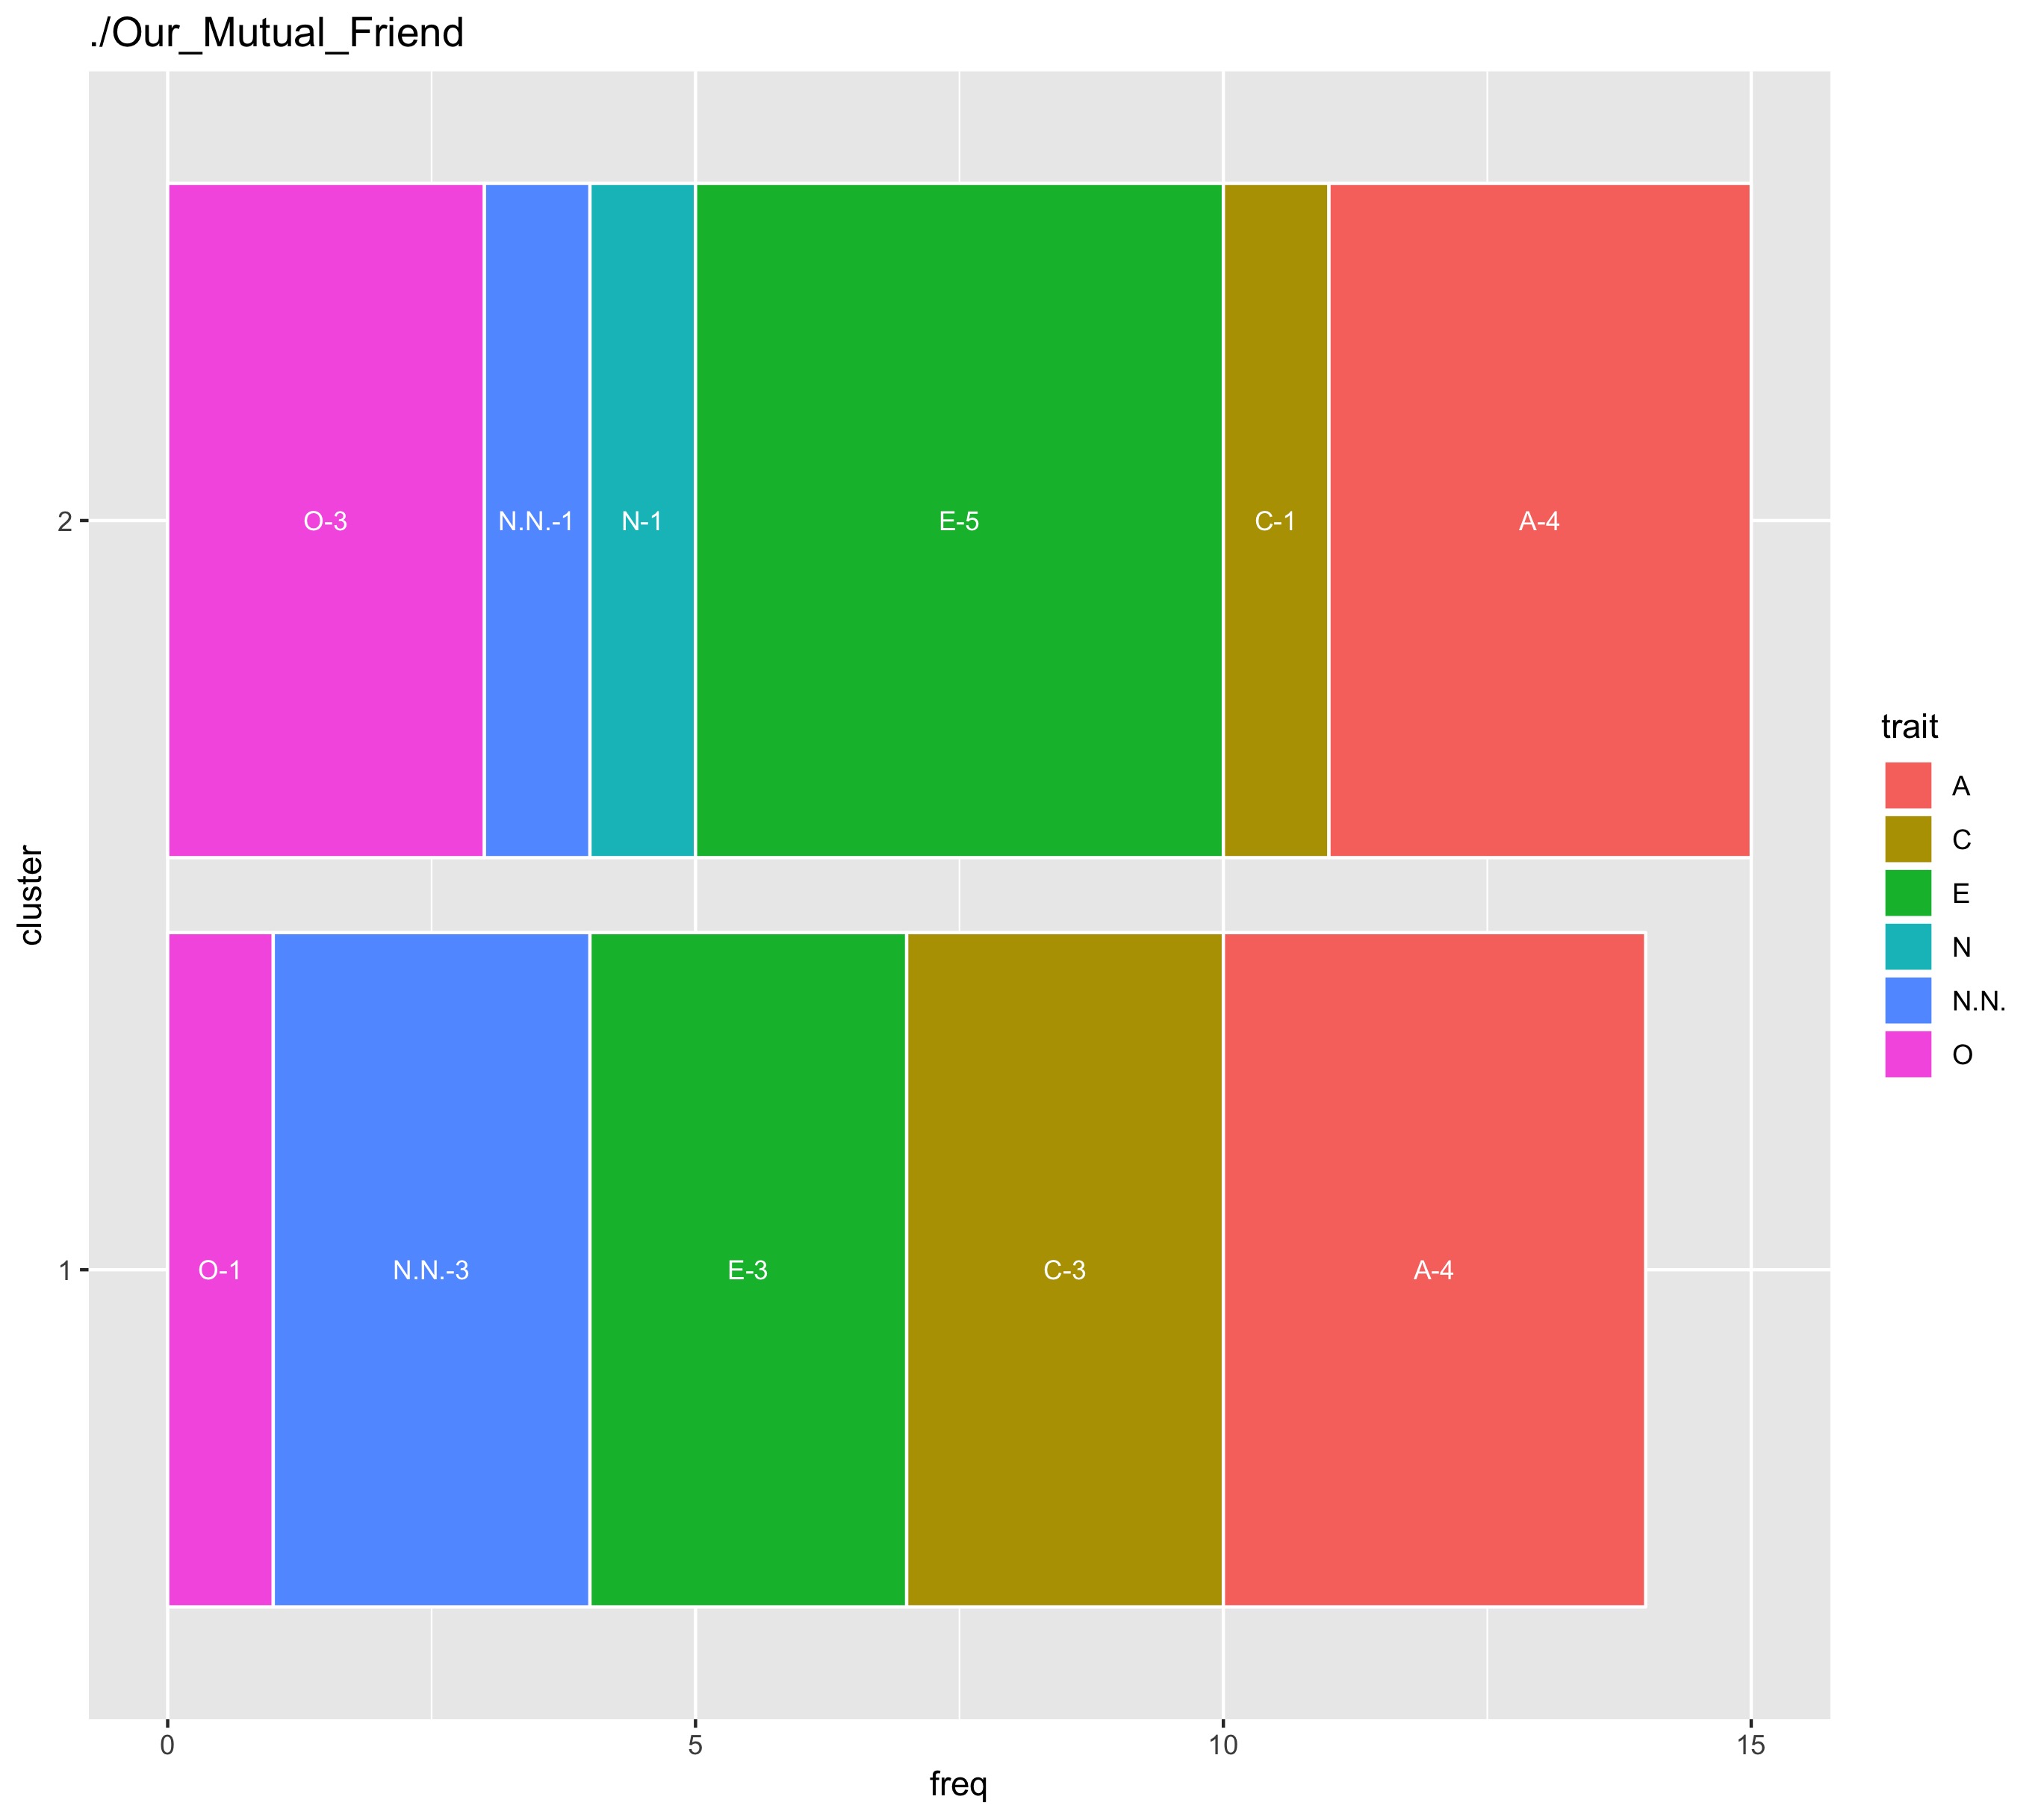 ./Our_Mutual_Friend
cluster
2
O-3 N.N.-1 N-1 E-5 C-1 A-4
1
O-1 N.N.-3 E-3 C-3 A-4
0 5 10 15
freq
trait
A
C
E
N
N.N.
O